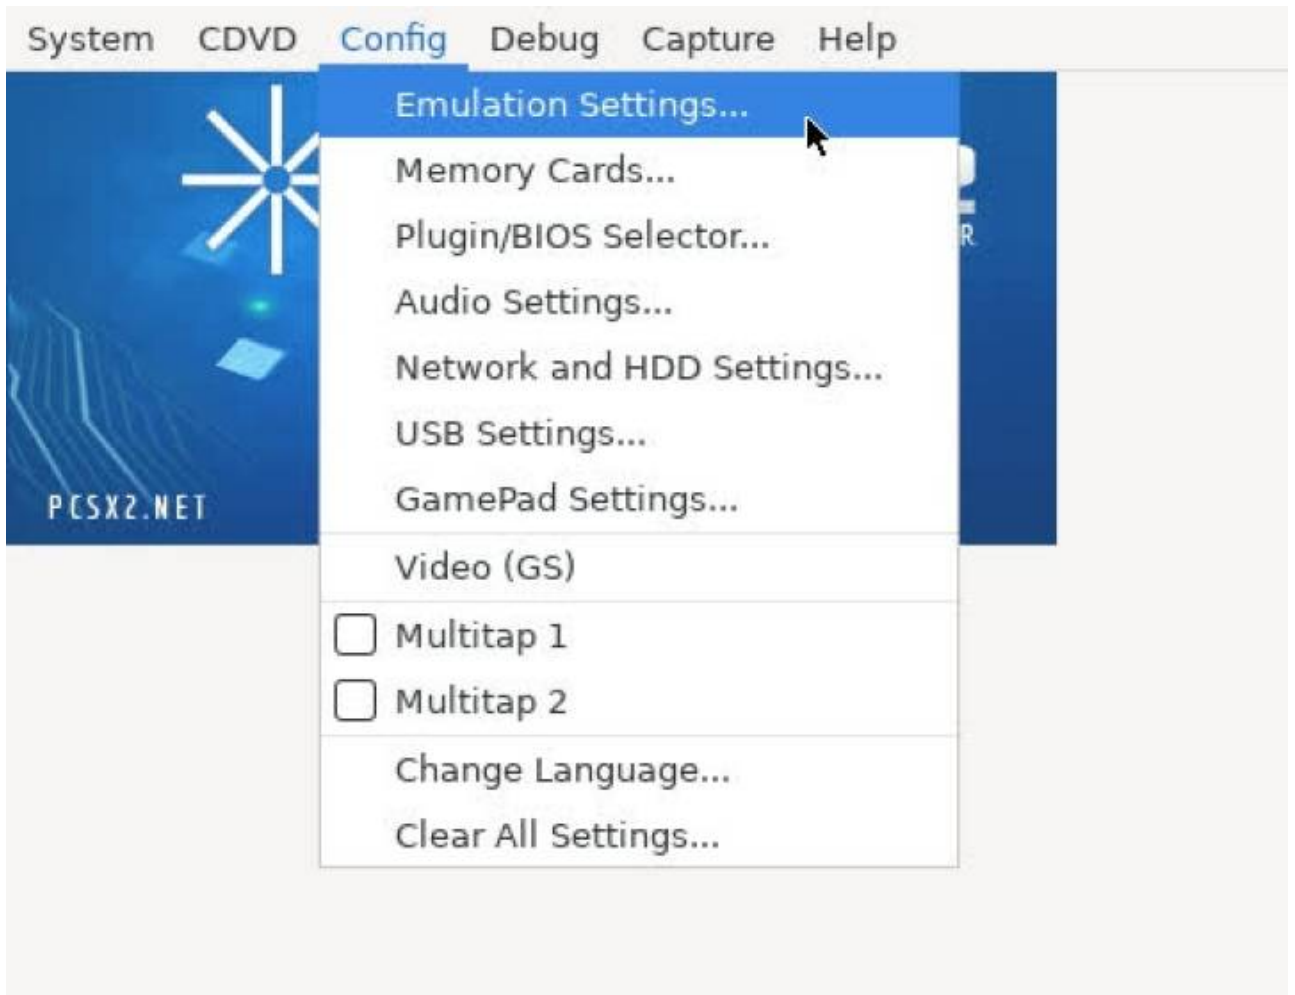 System CDVD Config Debug Capture Help
Emulation Settings...
Memory Cards...
Plugin/BIOS Selector...
Audio Settings...
Network and HDD Settings...
USB Settings...
GamePad Settings...
PCSX2.NET
Video (GS)
Multitap 1
Multitap 2
Change Language...
Clear All Settings...